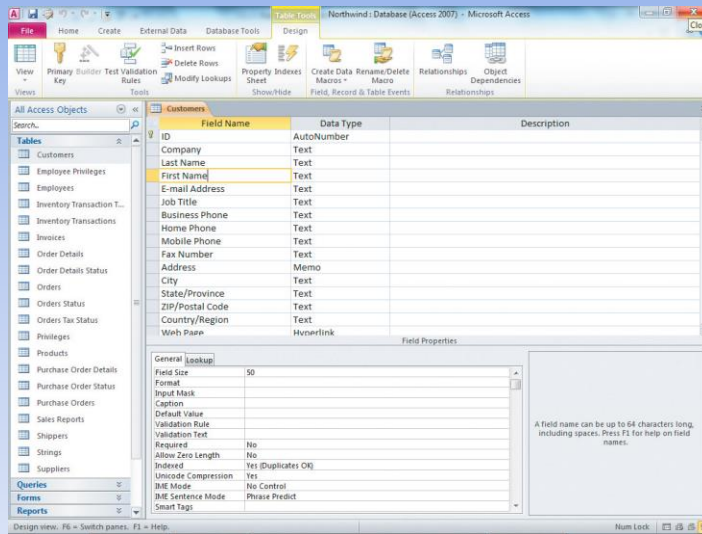 Table Tools
Northwind : Database (Access 2007) - Microsoft Access
Clo
File Home Create External Data Database Tools Design
View
Primary Key
Builder
Test Validation Rules
Insert Rows
Delete Rows
Modify Lookups
Property Sheet
Indexes
Create Data Macros
Rename/Delete Macro
Relationships
Object Dependencies
Views Tools Show/Hide Field, Record & Table Events Relationships
All Access Objects
Search...
Tables
Customers
Employee Privileges
Employees
Inventory Transaction T...
Inventory Transactions
Invoices
Order Details
Order Details Status
Orders
Orders Status
Orders Tax Status
Privileges
Products
Purchase Order Details
Purchase Order Status
Purchase Orders
Sales Reports
Shippers
Strings
Suppliers
Queries
Forms
Reports
Customers
Field Name Data Type Description
ID AutoNumber
Company Text
Last Name Text
First Name Text
E-mail Address Text
Job Title Text
Business Phone Text
Home Phone Text
Mobile Phone Text
Fax Number Text
Address Memo
City Text
State/Province Text
ZIP/Postal Code Text
Country/Region Text
Web Page Hyperlink
Field Properties
General Lookup
Field Size 50
Format
Input Mask
Caption
Default Value
Validation Rule
Validation Text
Required No
Allow Zero Length No
Indexed Yes (Duplicates OK)
Unicode Compression Yes
IME Mode No Control
IME Sentence Mode Phrase Predict
Smart Tags
A field name can be up to 64 characters long,
including spaces. Press F1 for help on field
names.
Design view. F6 = Switch panes. F1 = Help.
Num Lock